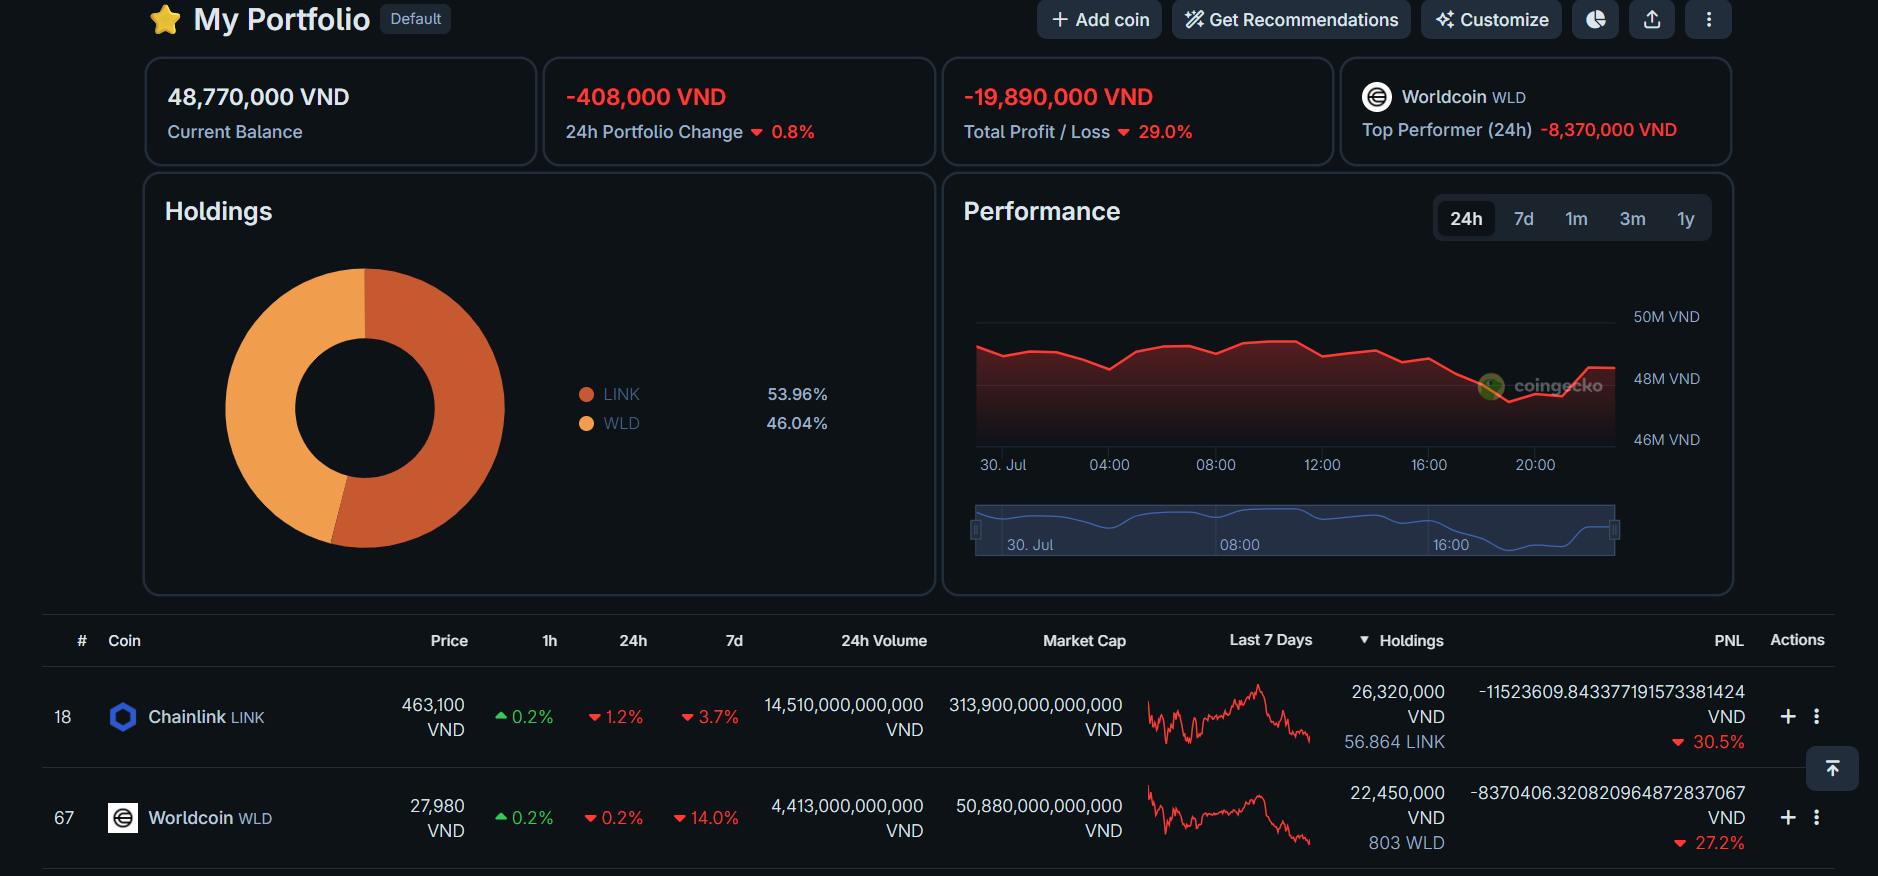 My Portfolio Default
Add coin Get Recommendations Customize
48,770,000 VND
Current Balance
-408,000 VND
24h Portfolio Change 0.8%
-19,890,000 VND
Total Profit / Loss 29.0%
Worldcoin WLD
Top Performer (24h) -8,370,000 VND
Holdings
LINK 53.96%
WLD 46.04%
Performance
24h 7d 1m 3m 1y
50M VND
48M VND
46M VND
coingecko
30. Jul 04:00 08:00 12:00 16:00 20:00
30. Jul 08:00 16:00
# Coin Price 1h 24h 7d 24h Volume Market Cap Last 7 Days Holdings PNL Actions
18 Chainlink LINK 463,100 VND 0.2% 1.2% 3.7% 14,510,000,000,000 VND 313,900,000,000,000 VND 26,320,000 VND 56.864 LINK -11523609.843377191573381424 VND 30.5%
67 Worldcoin WLD 27,980 VND 0.2% 0.2% 14.0% 4,413,000,000,000 VND 50,880,000,000,000 VND 22,450,000 VND 803 WLD -8370406.320820964872837067 VND 27.2%